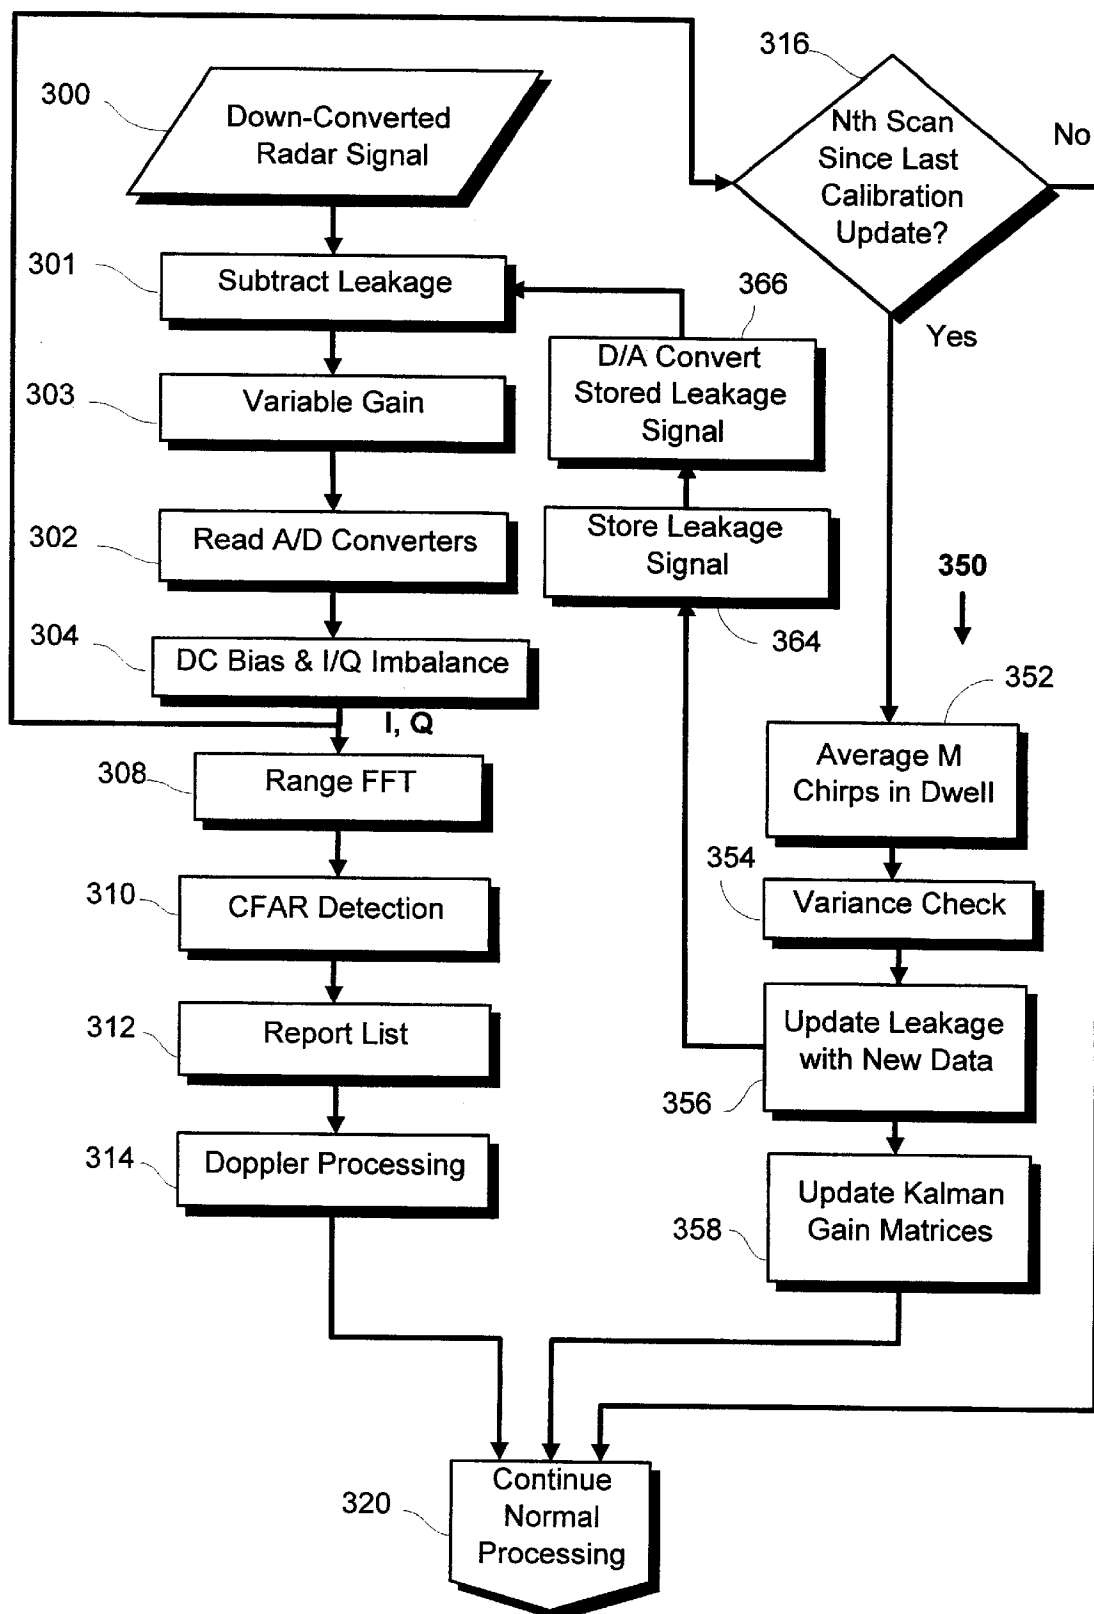 300
Down-Converted
Radar Signal
316
Nth Scan
Since Last
Calibration
Update?
No
Yes
301
Subtract Leakage
366
D/A Convert
Stored Leakage
Signal
303
Variable Gain
302
Read A/D Converters
Store Leakage
Signal
364
350
304
DC Bias & I/Q Imbalance
I, Q
352
Average M
Chirps in Dwell
308
Range FFT
354
Variance Check
310
CFAR Detection
312
Report List
Update Leakage
with New Data
356
314
Doppler Processing
Update Kalman
Gain Matrices
358
320
Continue
Normal
Processing